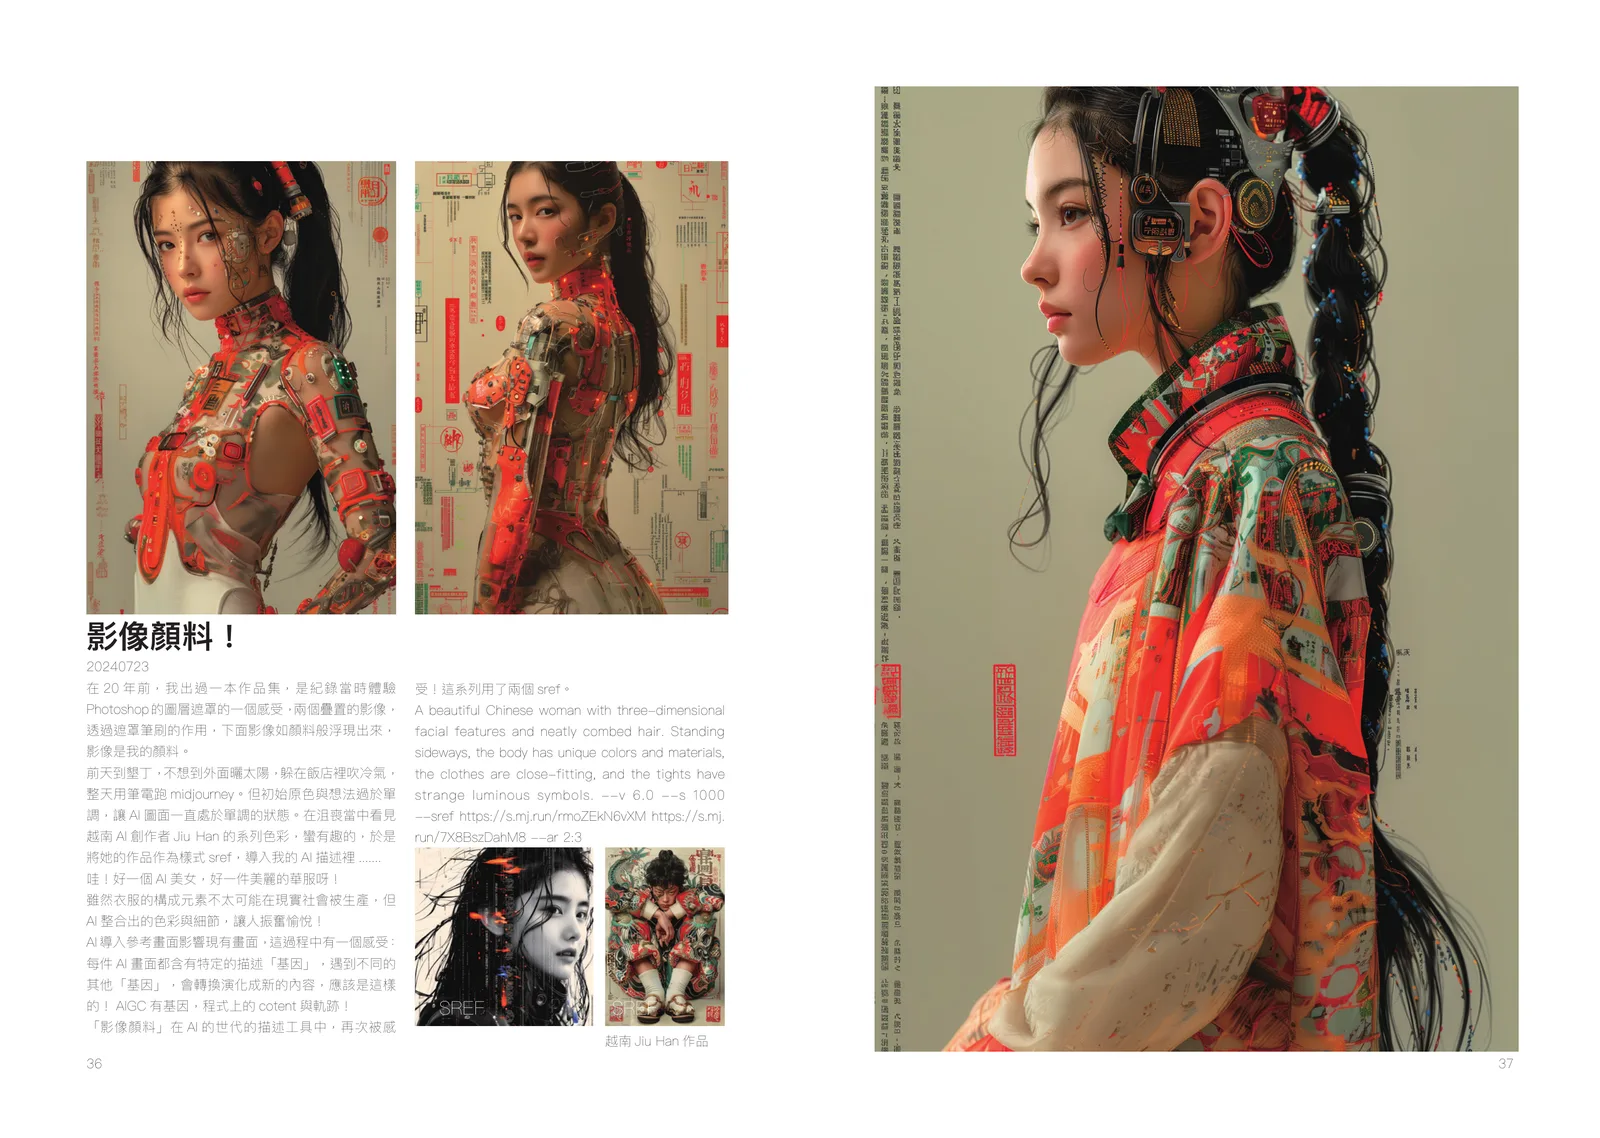 影像顏料！
20240723
在 20 年前，我出過一本作品集，是紀錄當時體驗
Photoshop 的圖層遮罩的一個感受，兩個疊置的影像，
透過遮罩筆刷的作用，下面影像如顏料般浮現出來，
影像是我的顏料。
前天到墾丁，不想到外面曬太陽，躲在飯店裡吹冷氣，
整天用筆電跑 midjourney。但初始原色與想法過於單
調，讓 AI 圖面一直處於單調的狀態。在沮喪當中看見
越南 AI 創作者 Jiu Han 的系列色彩，蠻有趣的，於是
將她的作品作為樣式 sref，導入我的 AI 描述裡 .......
哇！好一個 AI 美女，好一件美麗的華服呀！
雖然衣服的構成元素不太可能在現實社會被生產，但
AI 整合出的色彩與細節，讓人振奮愉悅！
AI 導入參考畫面影響現有畫面，這過程中有一個感受：
每件 AI 畫面都含有特定的描述「基因」，遇到不同的
其他「基因」，會轉換演化成新的內容，應該是這樣
的！ AIGC 有基因，程式上的 cotent 與軌跡！
「影像顏料」在 AI 的世代的描述工具中，再次被感
受！這系列用了兩個 sref。
A beautiful Chinese woman with three-dimensional
facial features and neatly combed hair. Standing
sideways, the body has unique colors and materials,
the clothes are close-fitting, and the tights have
strange luminous symbols. --v 6.0 --s 1000
--sref https://s.mj.run/rmoZEkN6vXM https://s.mj.
run/7X8BszDahM8 --ar 2:3
SREF
SREF
越南 Jiu Han 作品
36
37